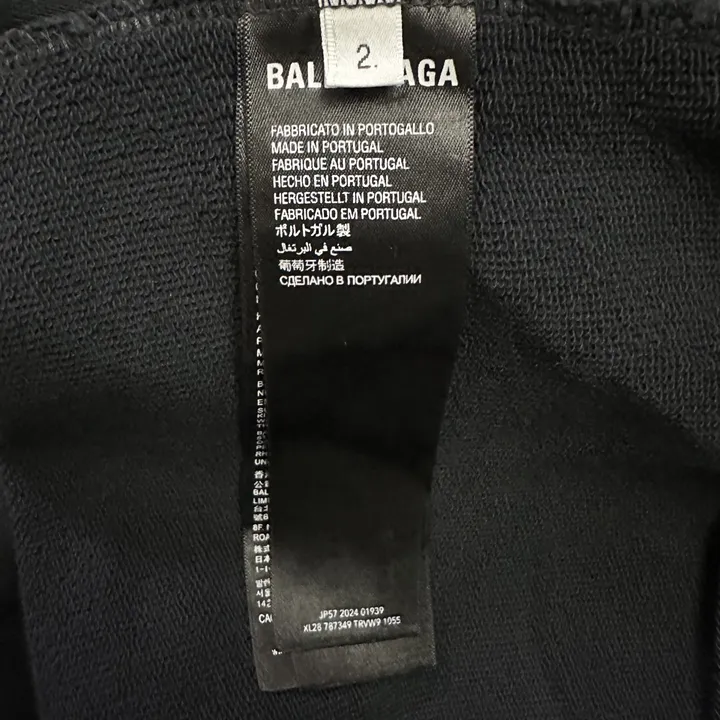 2.
BAL AGA
FABBRICATO IN PORTOGALLO
MADE IN PORTUGAL
FABRIQUE AU PORTUGAL
HECHO EN PORTUGAL
HERGESTELLT IN PORTUGAL
FABRICADO EM PORTUGAL
ポルトガル製
صنع في البرتغال
葡萄牙制造
СДЕЛАНО В ПОРТУГАЛИИ
JP57 2024 01939
XL28 787349 TRVW9 1055